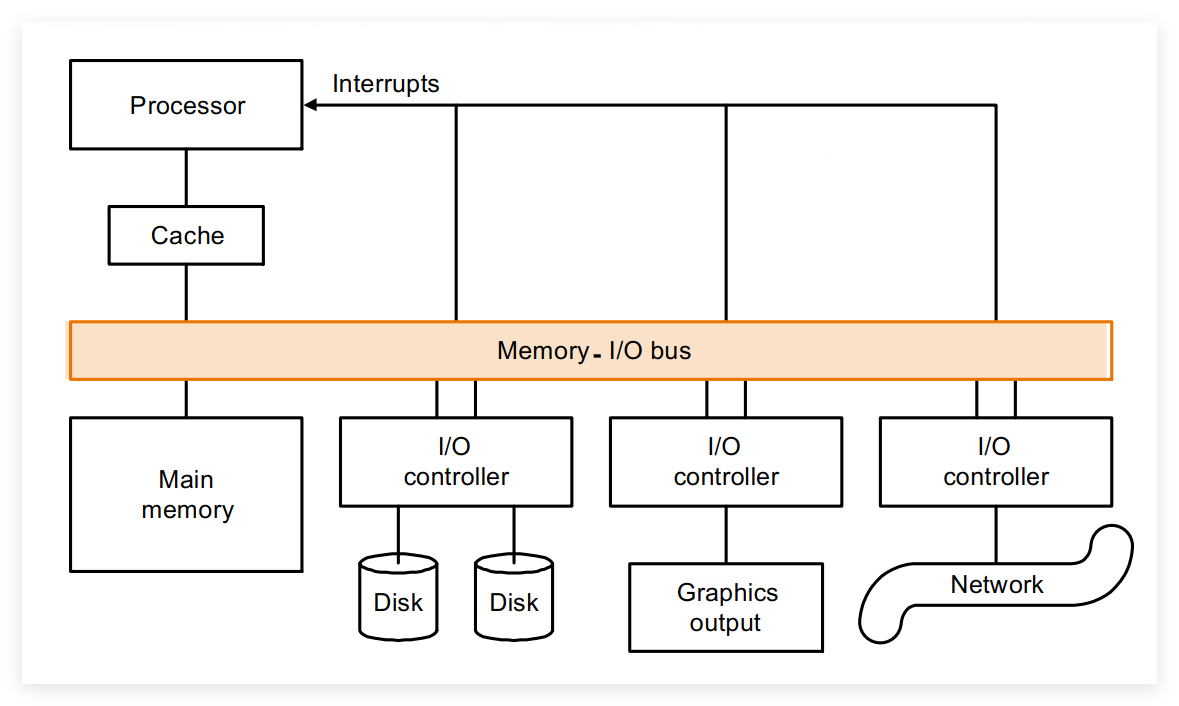 Interrupts
Processor
Cache
Memory - I/O bus
Main
memory
I/O
controller
I/O
controller
I/O
controller
Disk
Disk
Graphics
output
Network